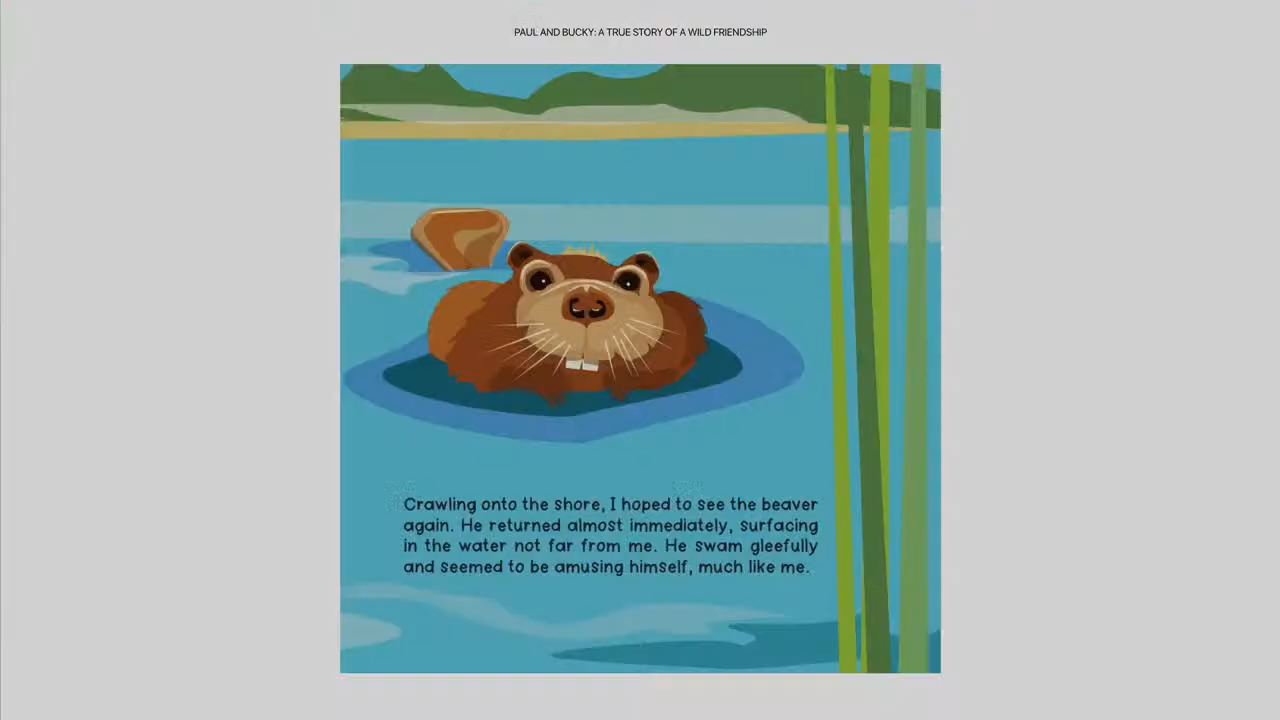 PAUL AND BUCKY: A TRUE STORY OF A WILD FRIENDSHIP
Crawling onto the shore, I hoped to see the beaver
again. He returned almost immediately, surfacing
in the water not far from me. He swam gleefully
and seemed to be amusing himself, much like me.